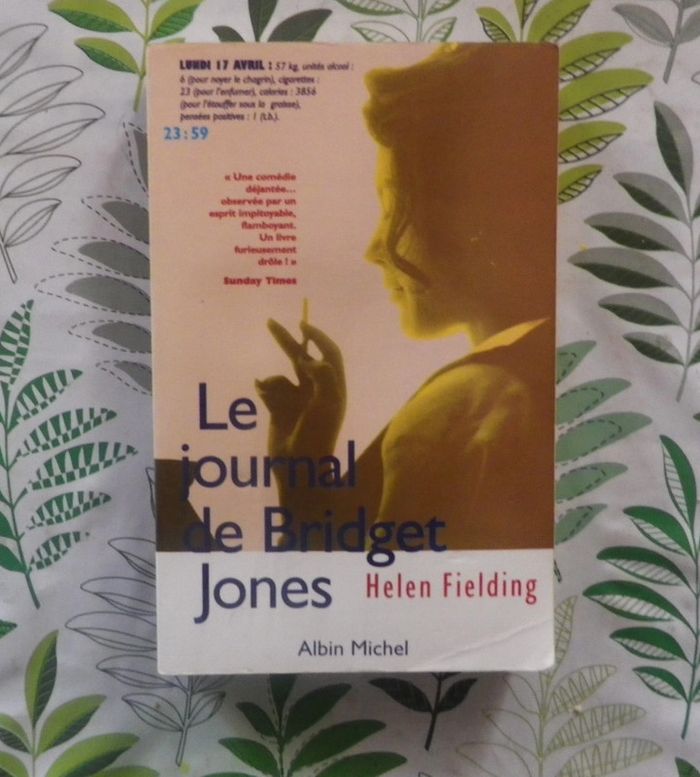 LUNDI 17 AVRIL : 57 kg, unités alcool :
6 (pour noyer le chagrin), cigarettes :
23 (pour l'enfumer), calories : 3856
(pour l'étouffer sous la graisse),
pensées positives : 1 (t.b.).
23:59
« Une comédie
déjantée...
observée par un
esprit impitoyable,
flamboyant.
Un livre
furieusement
drôle ! »
Sunday Times
Le
journal
de Bridget
Jones
Helen Fielding
Albin Michel